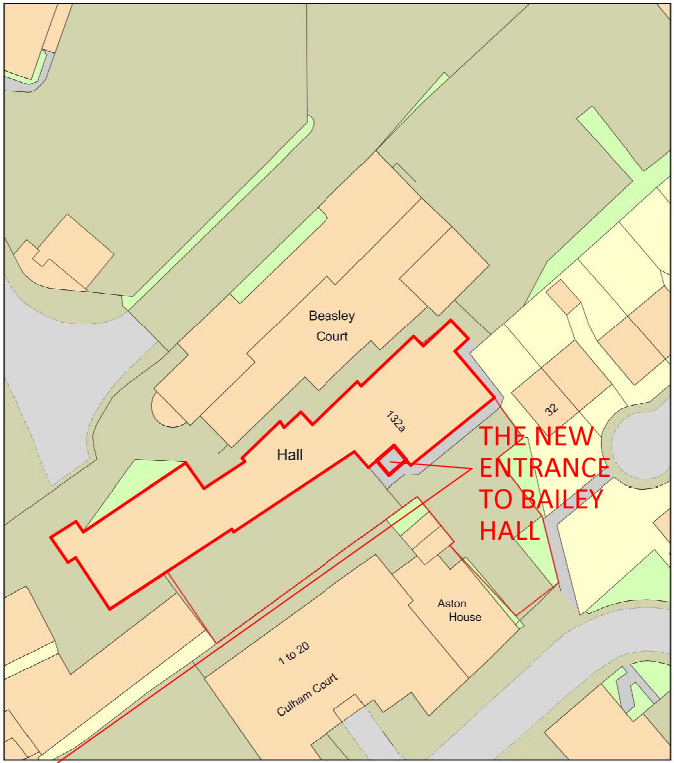 Beasley
Court
132a
Hall
32
THE NEW
ENTRANCE
TO BAILEY
HALL
Aston
House
1 to 20
Culham Court